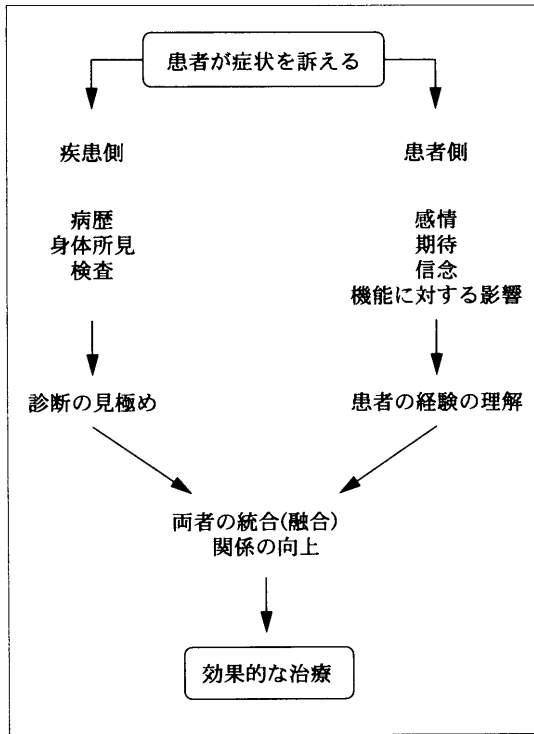 患者が症状を訴える
疾患側
患者側
病歴
身体所見
検査
感情
期待
信念
機能に対する影響
診断の見極め
患者の経験の理解
両者の統合(融合)
関係の向上
効果的な治療